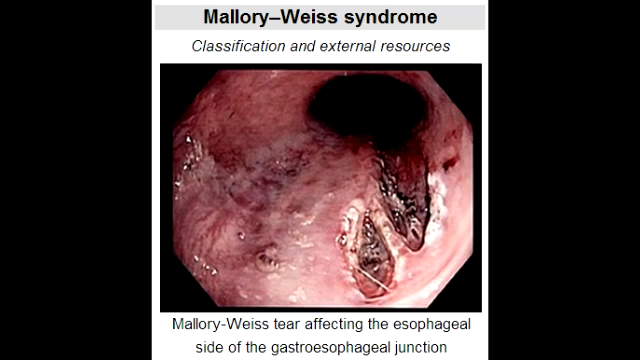 Mallory–Weiss syndrome
Classification and external resources
Mallory-Weiss tear affecting the esophageal
side of the gastroesophageal junction